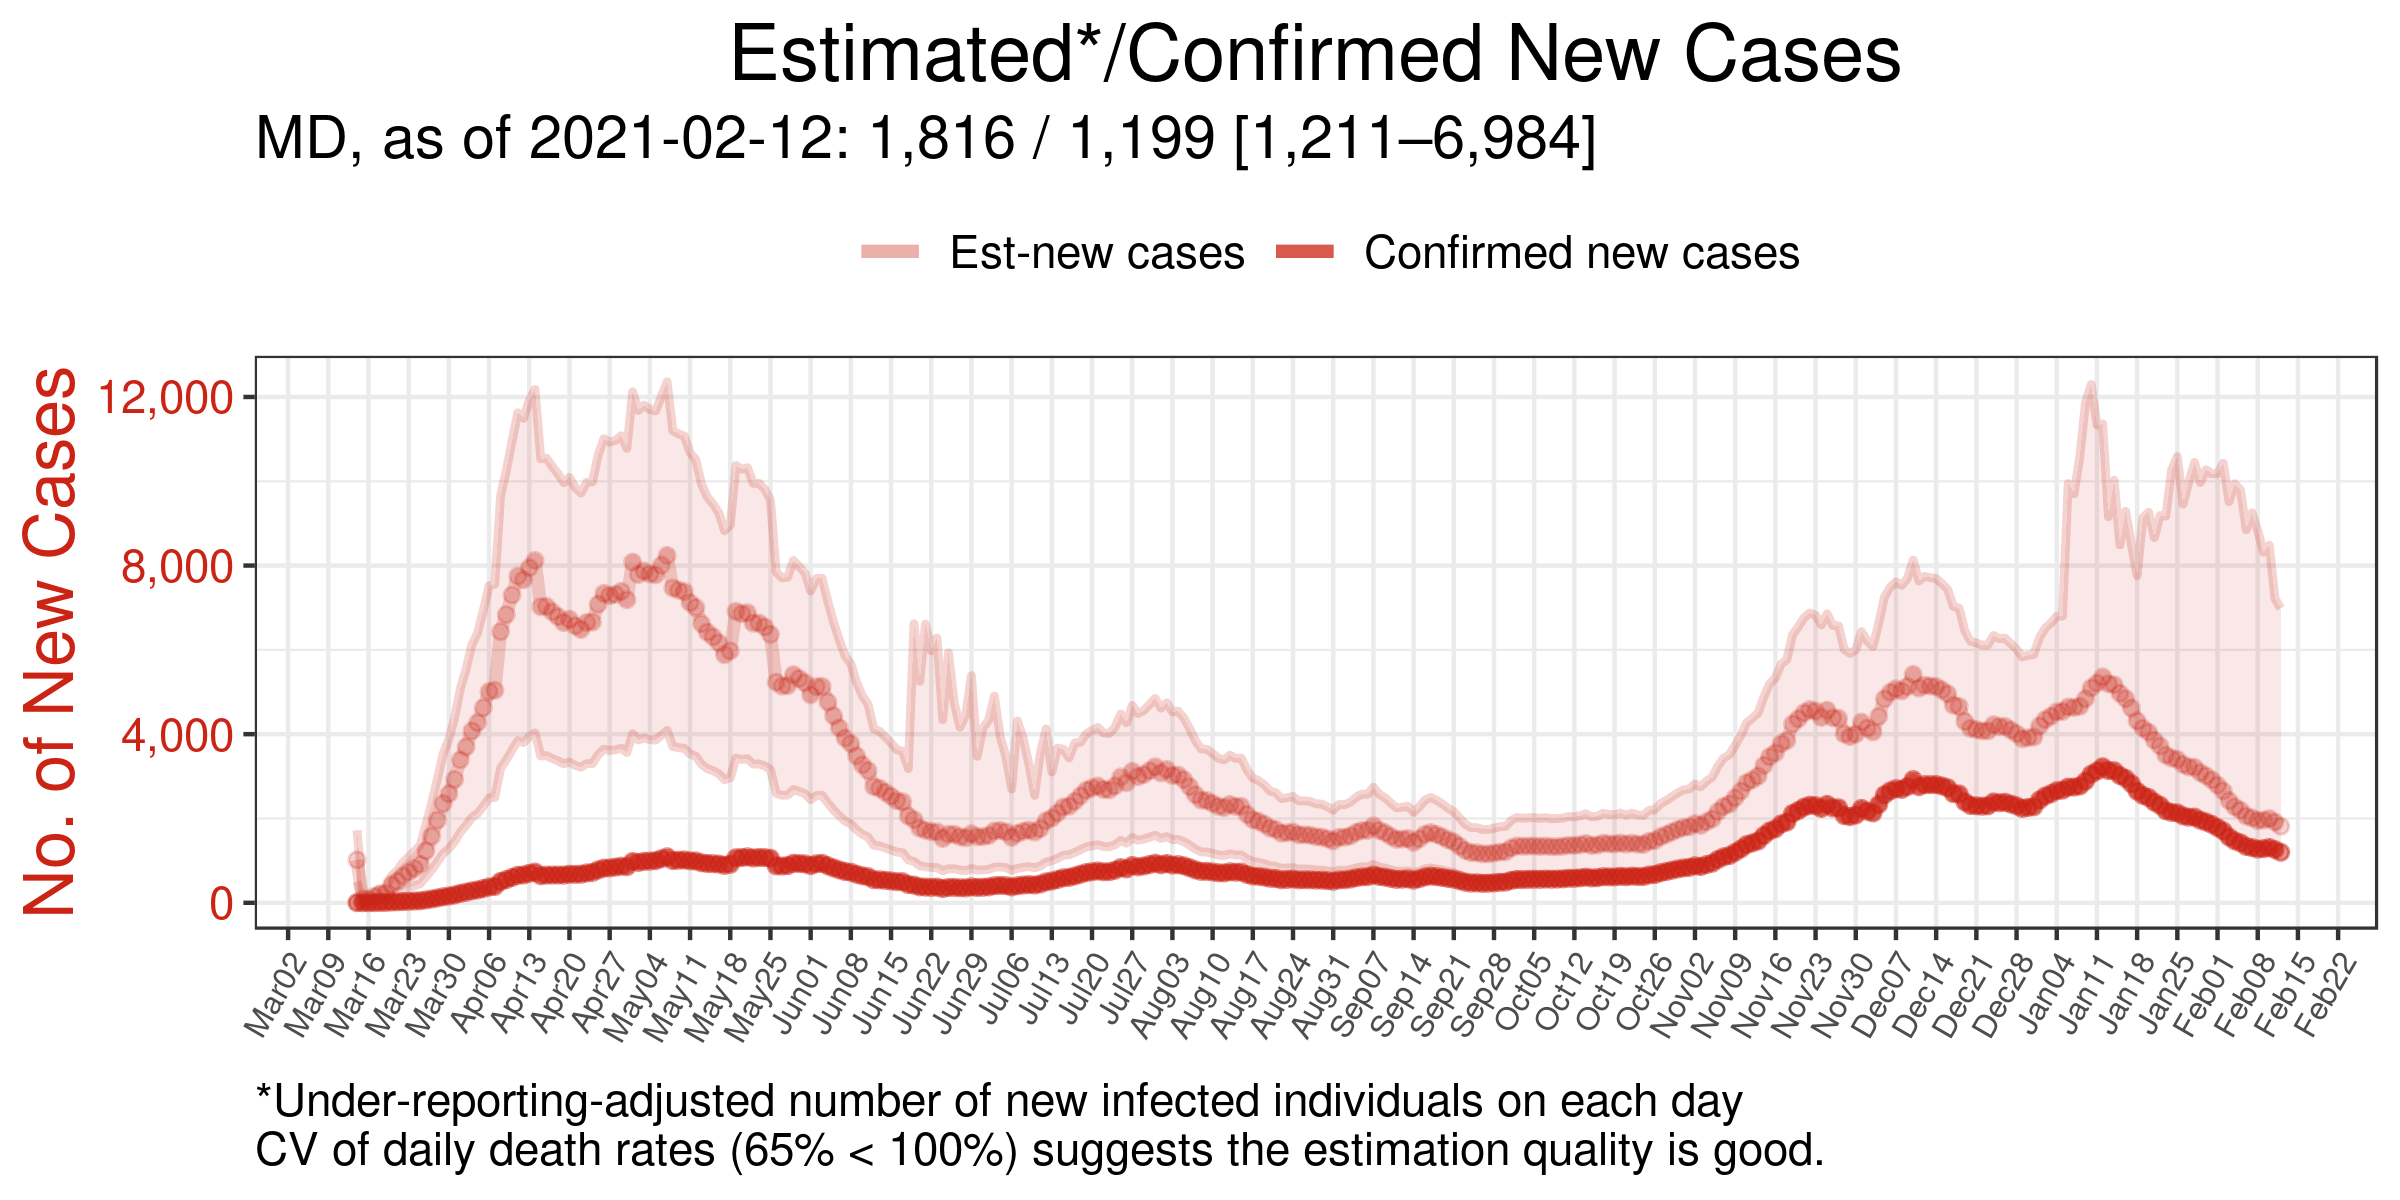 Estimated*/Confirmed New Cases
MD, as of 2021-02-12: 1,816 / 1,199 [1,211–6,984]
Est-new cases
Confirmed new cases
No. of New Cases
12,000
8,000
4,000
0
Mar02
Mar09
Mar16
Mar23
Mar30
Apr06
Apr13
Apr20
Apr27
May04
May11
May18
May25
Jun01
Jun08
Jun15
Jun22
Jun29
Jul06
Jul13
Jul20
Jul27
Aug03
Aug10
Aug17
Aug24
Aug31
Sep07
Sep14
Sep21
Sep28
Oct05
Oct12
Oct19
Oct26
Nov02
Nov09
Nov16
Nov23
Nov30
Dec07
Dec14
Dec21
Dec28
Jan04
Jan11
Jan18
Jan25
Feb01
Feb08
Feb15
Feb22
*Under-reporting-adjusted number of new infected individuals on each day
CV of daily death rates (65% < 100%) suggests the estimation quality is good.